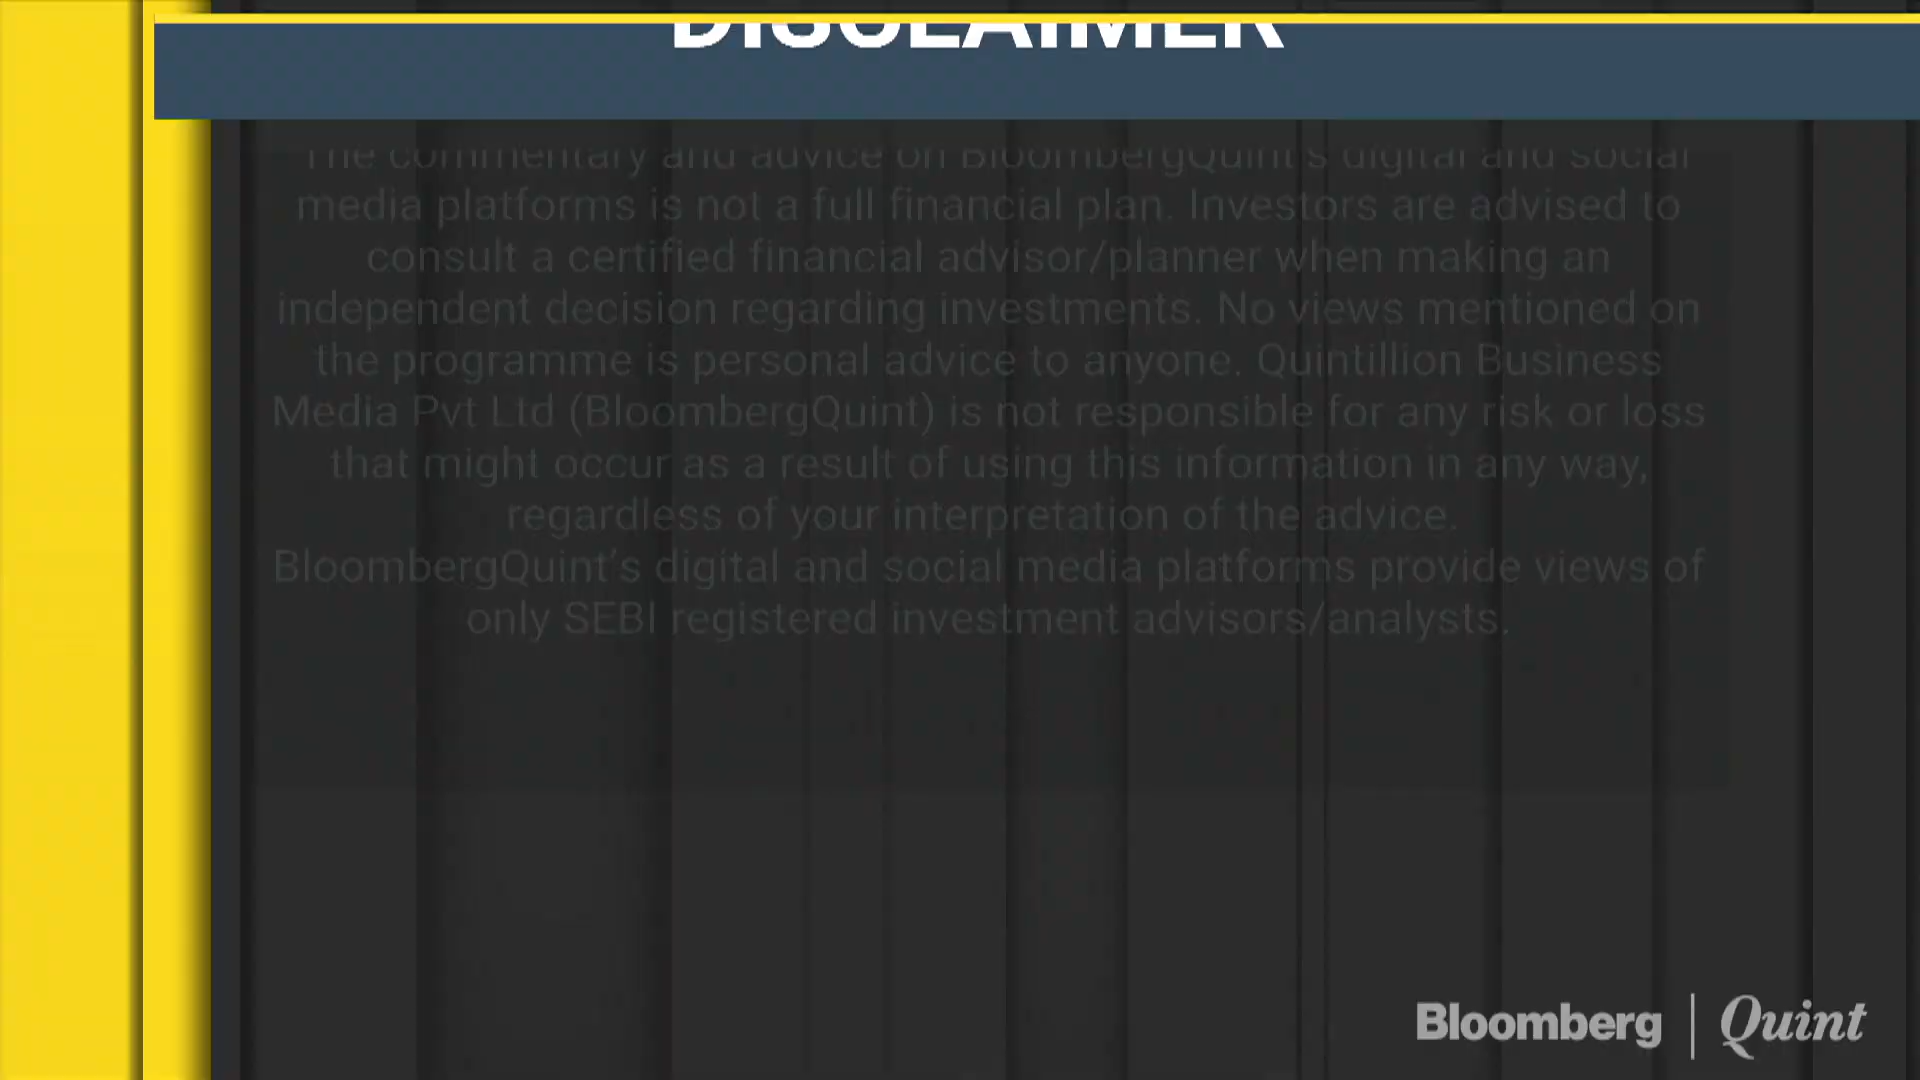 DISCLAIMER
The commentary and advice on BloombergQuint's digital and social
media platforms is not a full financial plan. Investors are advised to
consult a certified financial advisor/planner when making an
independent decision regarding investments. No views mentioned on
the programme is personal advice to anyone. Quintillion Business
Media Pvt Ltd (BloombergQuint) is not responsible for any risk or loss
that might occur as a result of using this information in any way,
regardless of your interpretation of the advice.
BloombergQuint’s digital and social media platforms provide views of
only SEBI registered investment advisors/analysts.
Bloomberg | Quint